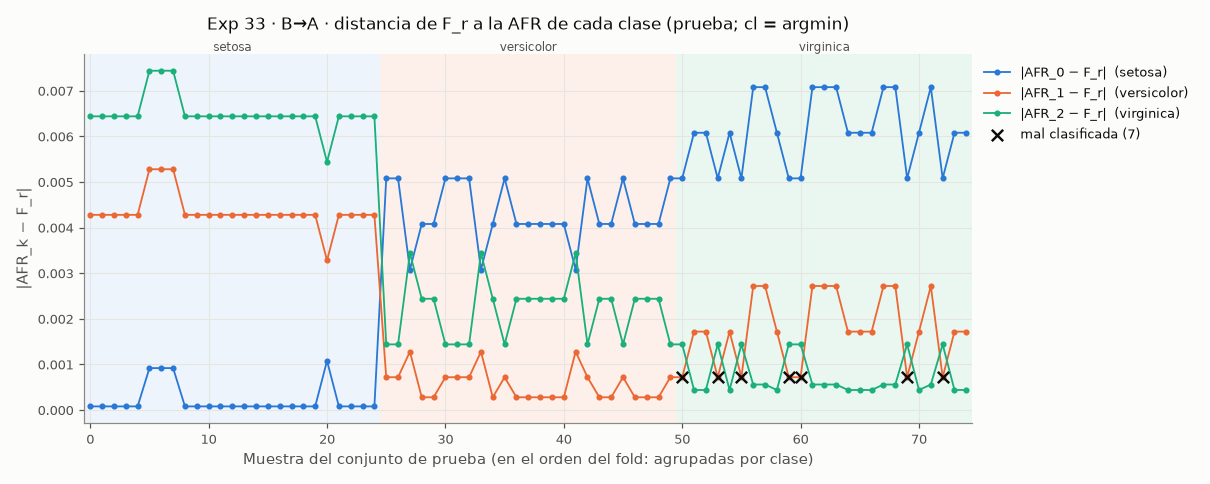 Exp 33 · B→A · distancia de F_r a la AFR de cada clase (prueba; cl = argmin)
setosa
versicolor
virginica
|AFR_0 − F_r| (setosa)
|AFR_1 − F_r| (versicolor)
|AFR_2 − F_r| (virginica)
mal clasificada (7)
|AFR_k − F_r|
0.007
0.006
0.005
0.004
0.003
0.002
0.001
0.000
0 10 20 30 40 50 60 70
Muestra del conjunto de prueba (en el orden del fold: agrupadas por clase)